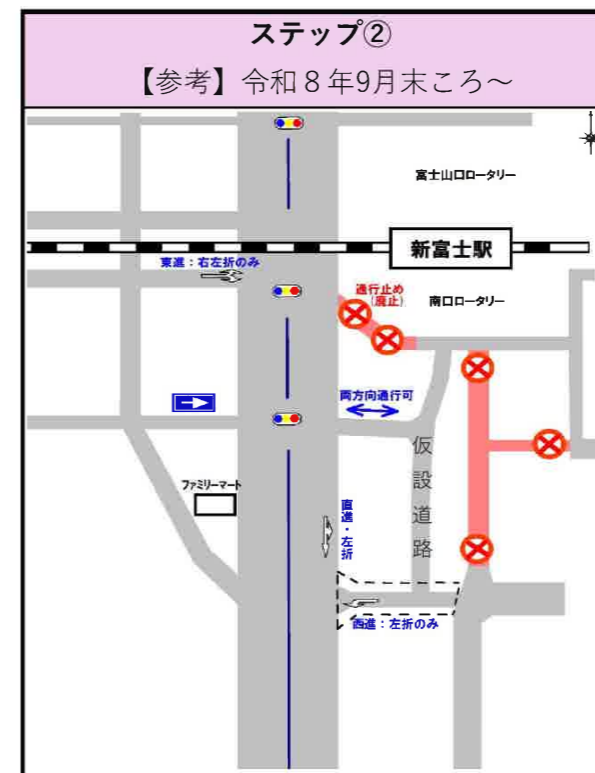 ステップ②
【参考】令和８年9月末ころ～
富士山口ロータリー
新富士駅
東進：右左折のみ
通行止め
(廃止)
南口ロータリー
両方向通行可
ファミリーマート
仮設道路
直進・左折
西進：左折のみ